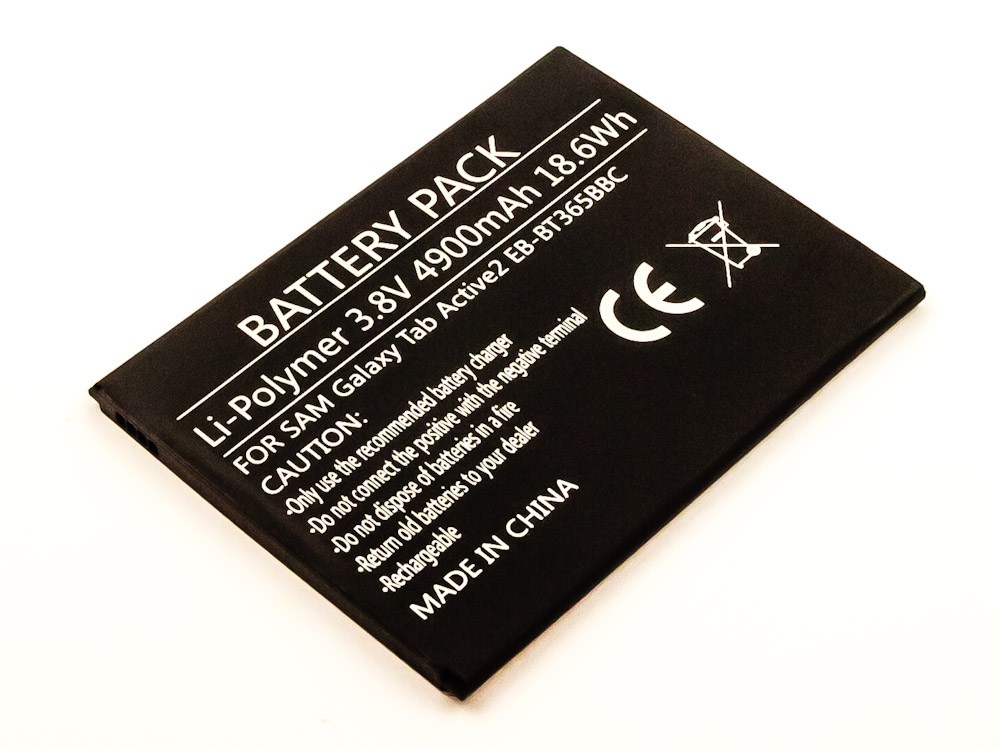 BATTERY PACK
Li-Polymer 3.8V 4900mAh 18.6Wh
FOR SAM Galaxy Tab Active2 EB-BT365BBC
CAUTION:
•Only use the recommended battery charger
•Do not connect the positive with the negative terminal
•Do not dispose of batteries in a fire
•Return old batteries to your dealer
•Rechargeable
MADE IN CHINA
CE